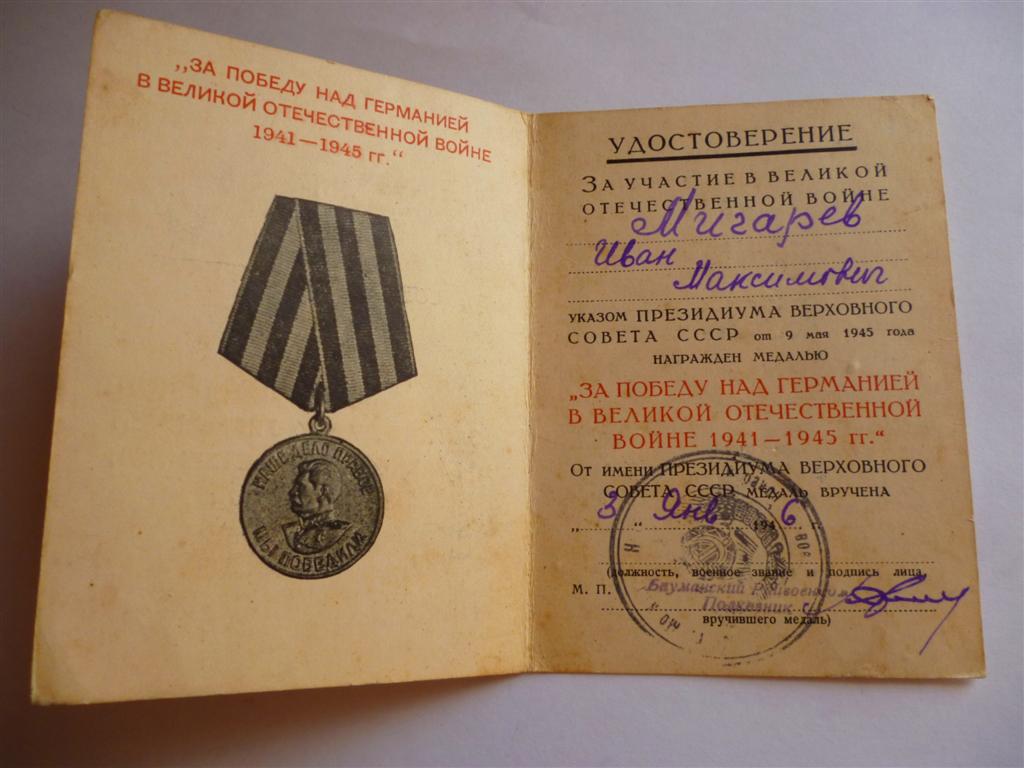 „ЗА ПОБЕДУ НАД ГЕРМАНИЕЙ
В ВЕЛИКОЙ ОТЕЧЕСТВЕННОЙ ВОЙНЕ
1941—1945 гг.“
НАШЕ ДЕЛО ПРАВОЕ
МЫ ПОБЕДИЛИ
УДОСТОВЕРЕНИЕ
ЗА УЧАСТИЕ В ВЕЛИКОЙ
ОТЕЧЕСТВЕННОЙ ВОЙНЕ
Мигарев
Иван
Максимович
УКАЗОМ ПРЕЗИДИУМА ВЕРХОВНОГО
СОВЕТА СССР от 9 мая 1945 года
НАГРАЖДЕН МЕДАЛЬЮ
„ЗА ПОБЕДУ НАД ГЕРМАНИЕЙ
В ВЕЛИКОЙ ОТЕЧЕСТВЕННОЙ
ВОЙНЕ 1941—1945 гг.“
ОТ ИМЕНИ ПРЕЗИДИУМА ВЕРХОВНОГО
СОВЕТА СССР МЕДАЛЬ ВРУЧЕНА
„3“ Янв 1946
(должность, военное звание и подпись лица,
Бауманский Райвоенком
М. П.
Полковник
вручившего медаль)